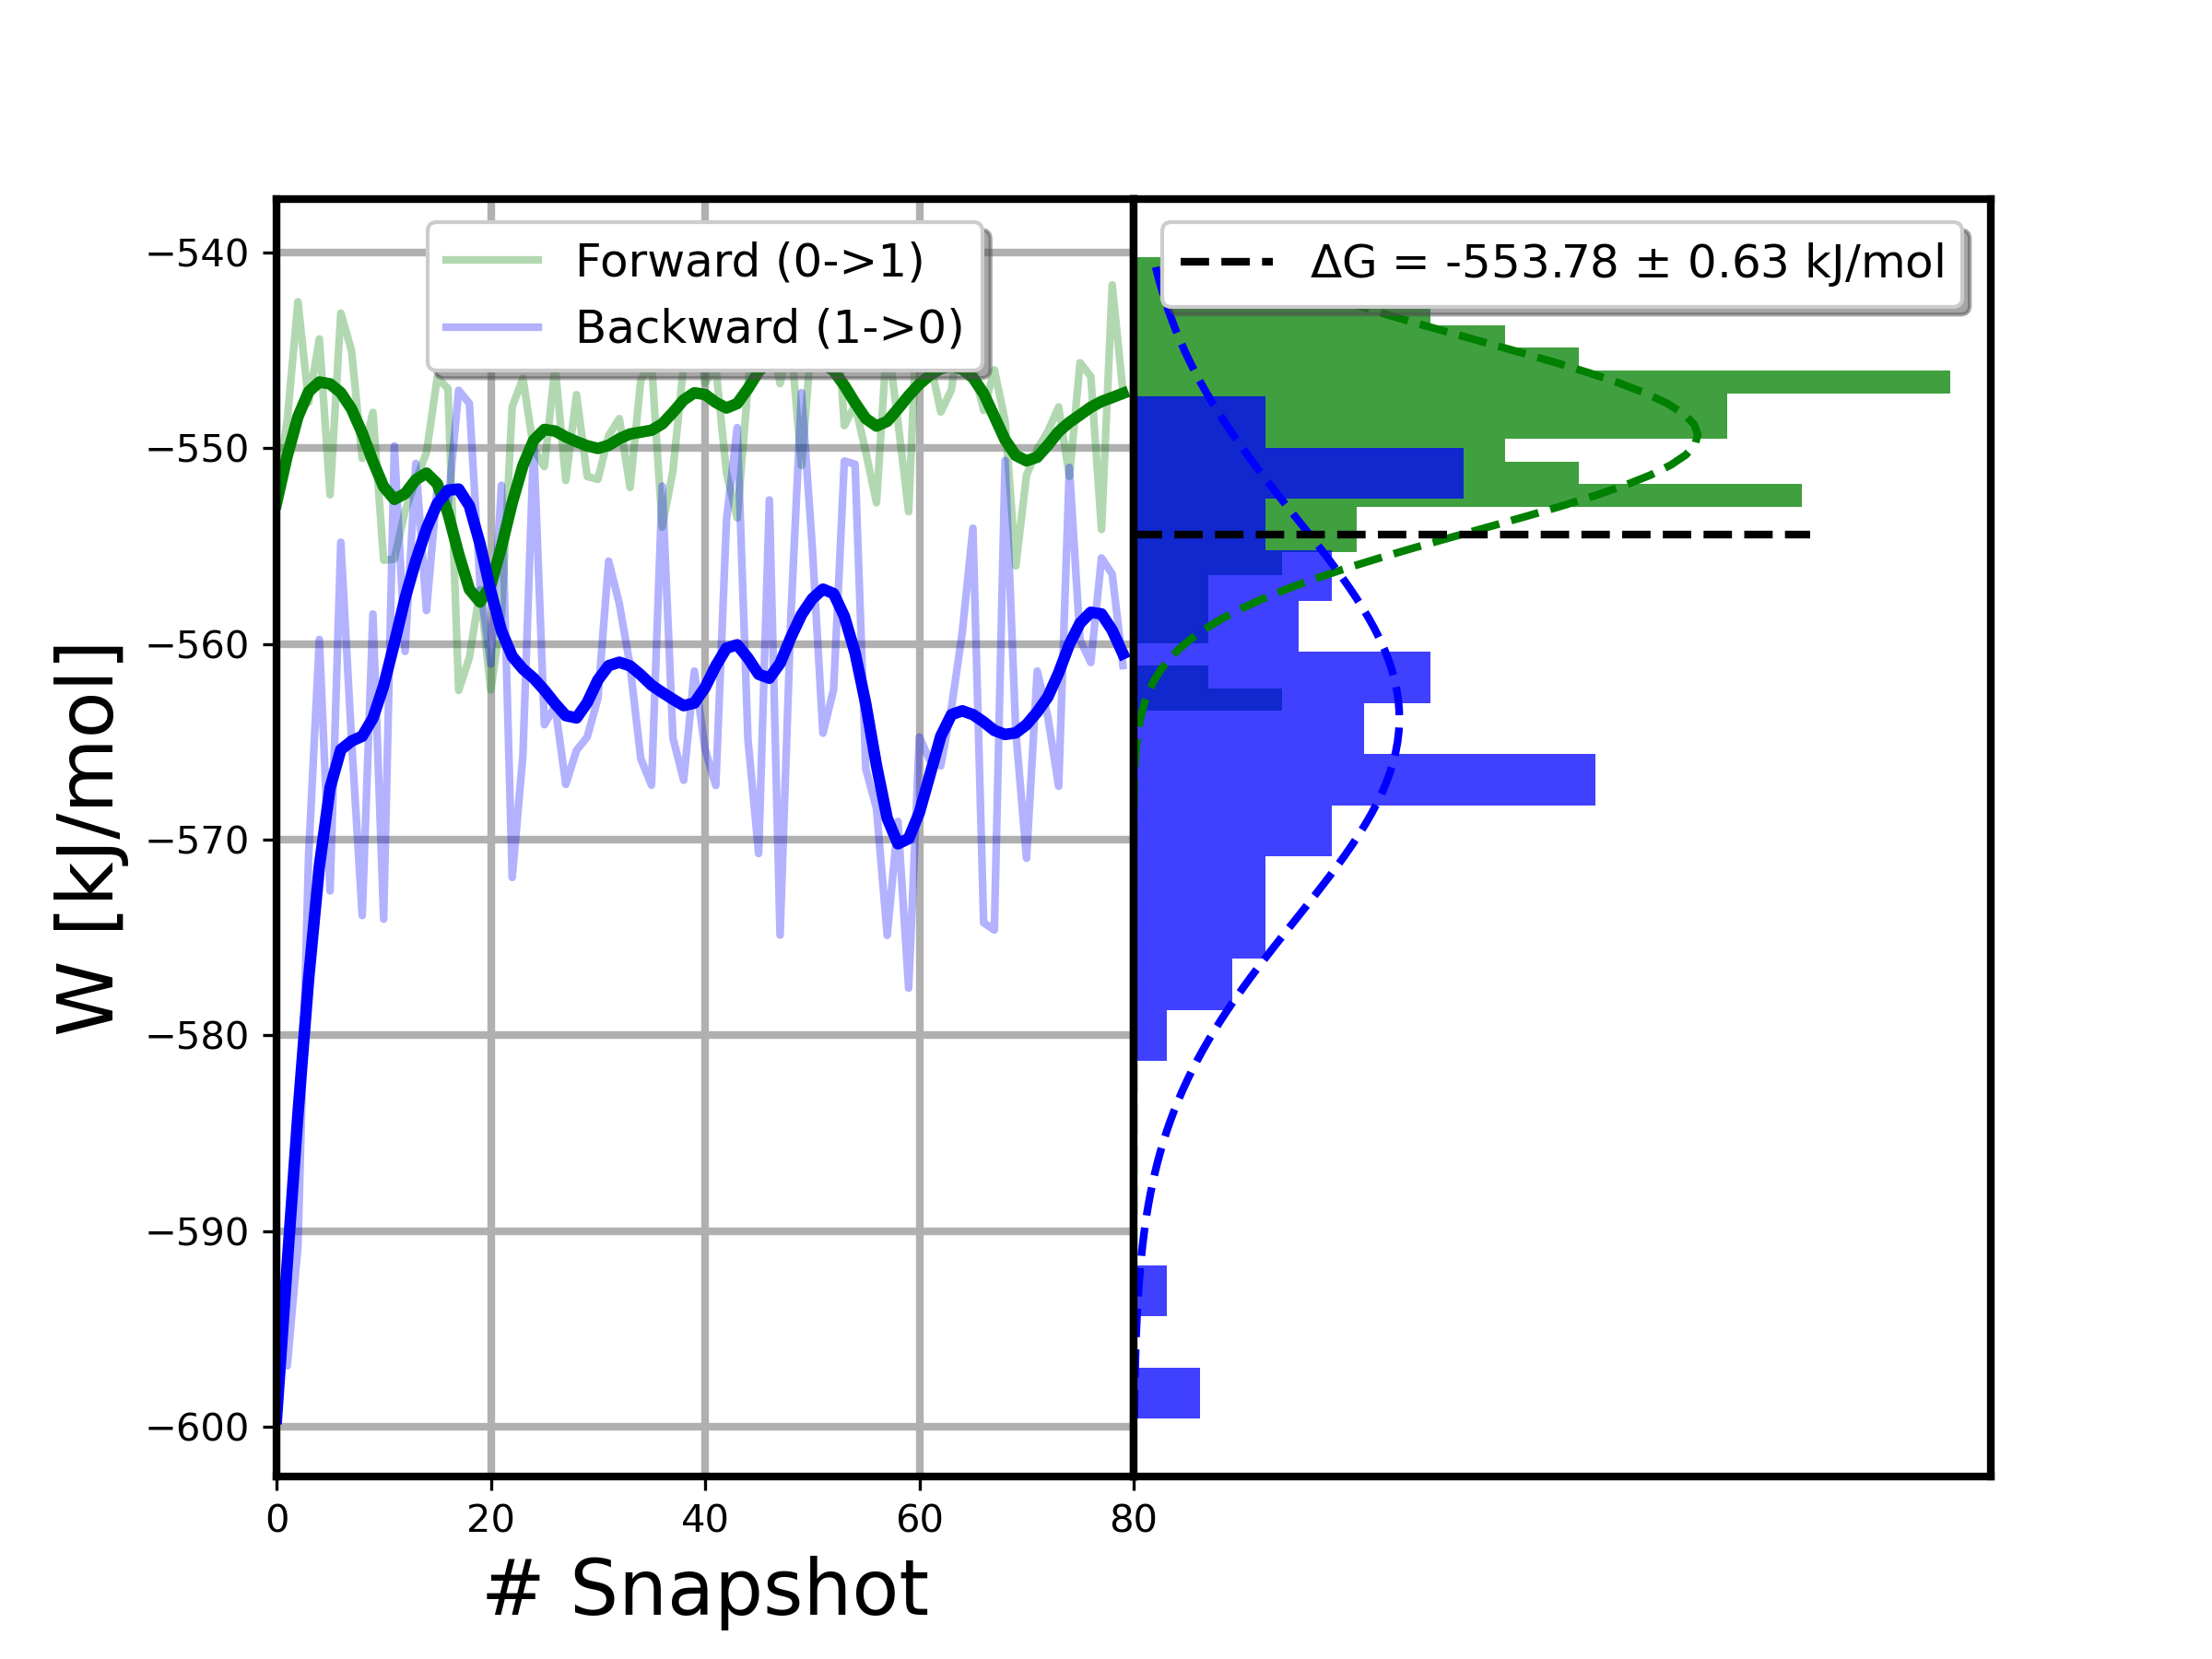 Forward (0->1)
Backward (1->0)
ΔG = -553.78 ± 0.63 kJ/mol
−540
−550
−560
−570
−580
−590
−600
W [kJ/mol]
0 20 40 60 80
# Snapshot